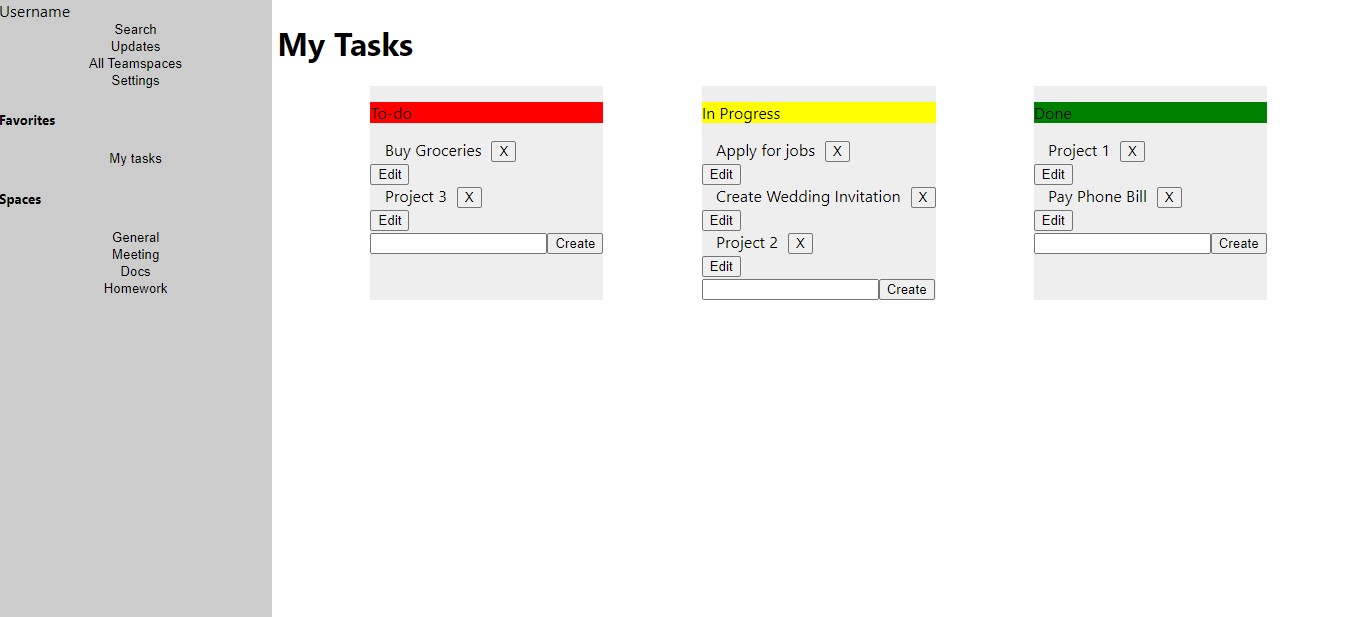 Username
Search
Updates
All Teamspaces
Settings
Favorites
My tasks
Spaces
General
Meeting
Docs
Homework
My Tasks
To-do
Buy Groceries X
Edit
Project 3 X
Edit
Create
In Progress
Apply for jobs X
Edit
Create Wedding Invitation X
Edit
Project 2 X
Edit
Create
Done
Project 1 X
Edit
Pay Phone Bill X
Edit
Create